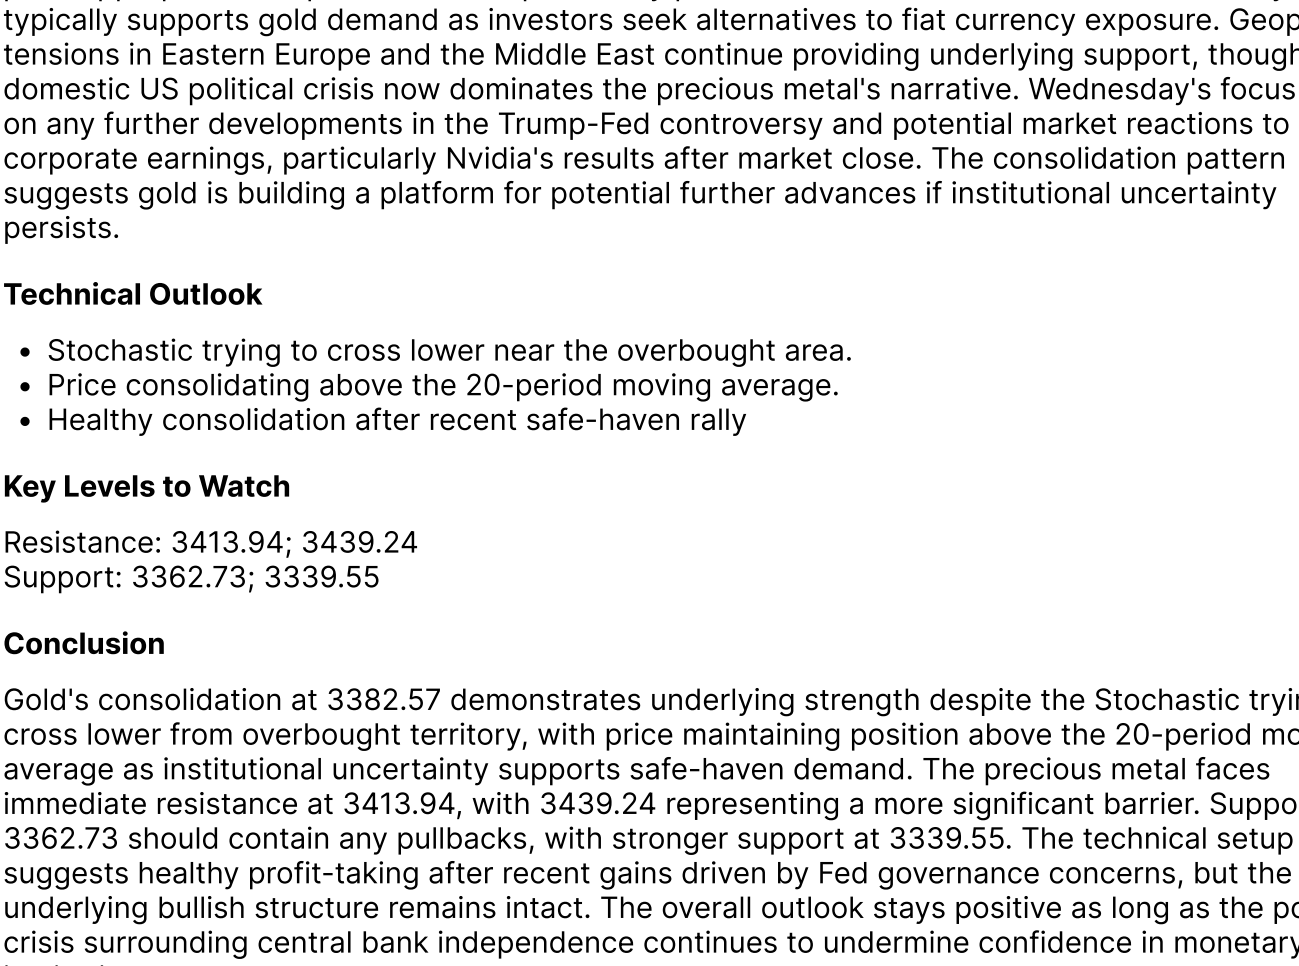 typically supports gold demand as investors seek alternatives to fiat currency exposure.
tensions in Eastern Europe and the Middle East continue providing underlying support,
domestic US political crisis now dominates the precious metal's narrative. Wednesday's focus
on any further developments in the Trump-Fed controversy and potential market reactions to
corporate earnings, particularly Nvidia's results after market close. The consolidation pattern
suggests gold is building a platform for potential further advances if institutional uncertainty
persists.
Technical Outlook
• Stochastic trying to cross lower near the overbought area.
• Price consolidating above the 20-period moving average.
• Healthy consolidation after recent safe-haven rally
Key Levels to Watch
Resistance: 3413.94; 3439.24
Support: 3362.73; 3339.55
Conclusion
Gold's consolidation at 3382.57 demonstrates underlying strength despite the Stochastic
cross lower from overbought territory, with price maintaining position above the 20-period
average as institutional uncertainty supports safe-haven demand. The precious metal faces
immediate resistance at 3413.94, with 3439.24 representing a more significant barrier.
3362.73 should contain any pullbacks, with stronger support at 3339.55. The technical setup
suggests healthy profit-taking after recent gains driven by Fed governance concerns, but the
underlying bullish structure remains intact. The overall outlook stays positive as long as the
crisis surrounding central bank independence continues to undermine confidence in monetary